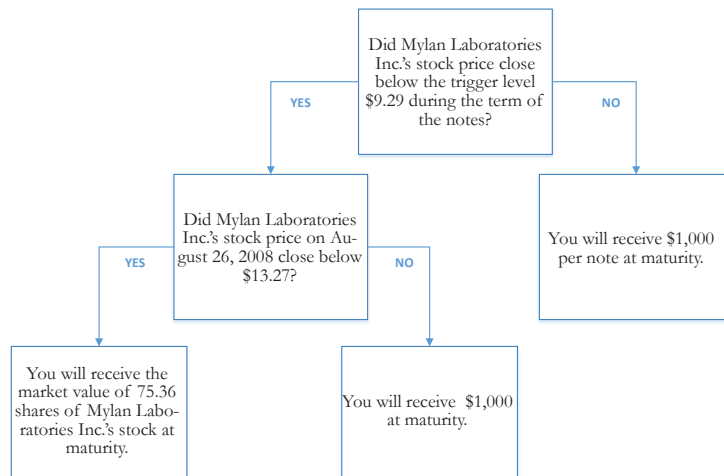 Did Mylan Laboratories
Inc.'s stock price close
below the trigger level
$9.29 during the term of
the notes?
YES
NO
Did Mylan Laboratories
Inc.'s stock price on Au-
gust 26, 2008 close below
$13.27?
You will receive $1,000
per note at maturity.
YES
NO
You will receive the
market value of 75.36
shares of Mylan Labo-
ratories Inc.'s stock at
maturity.
You will receive $1,000
at maturity.